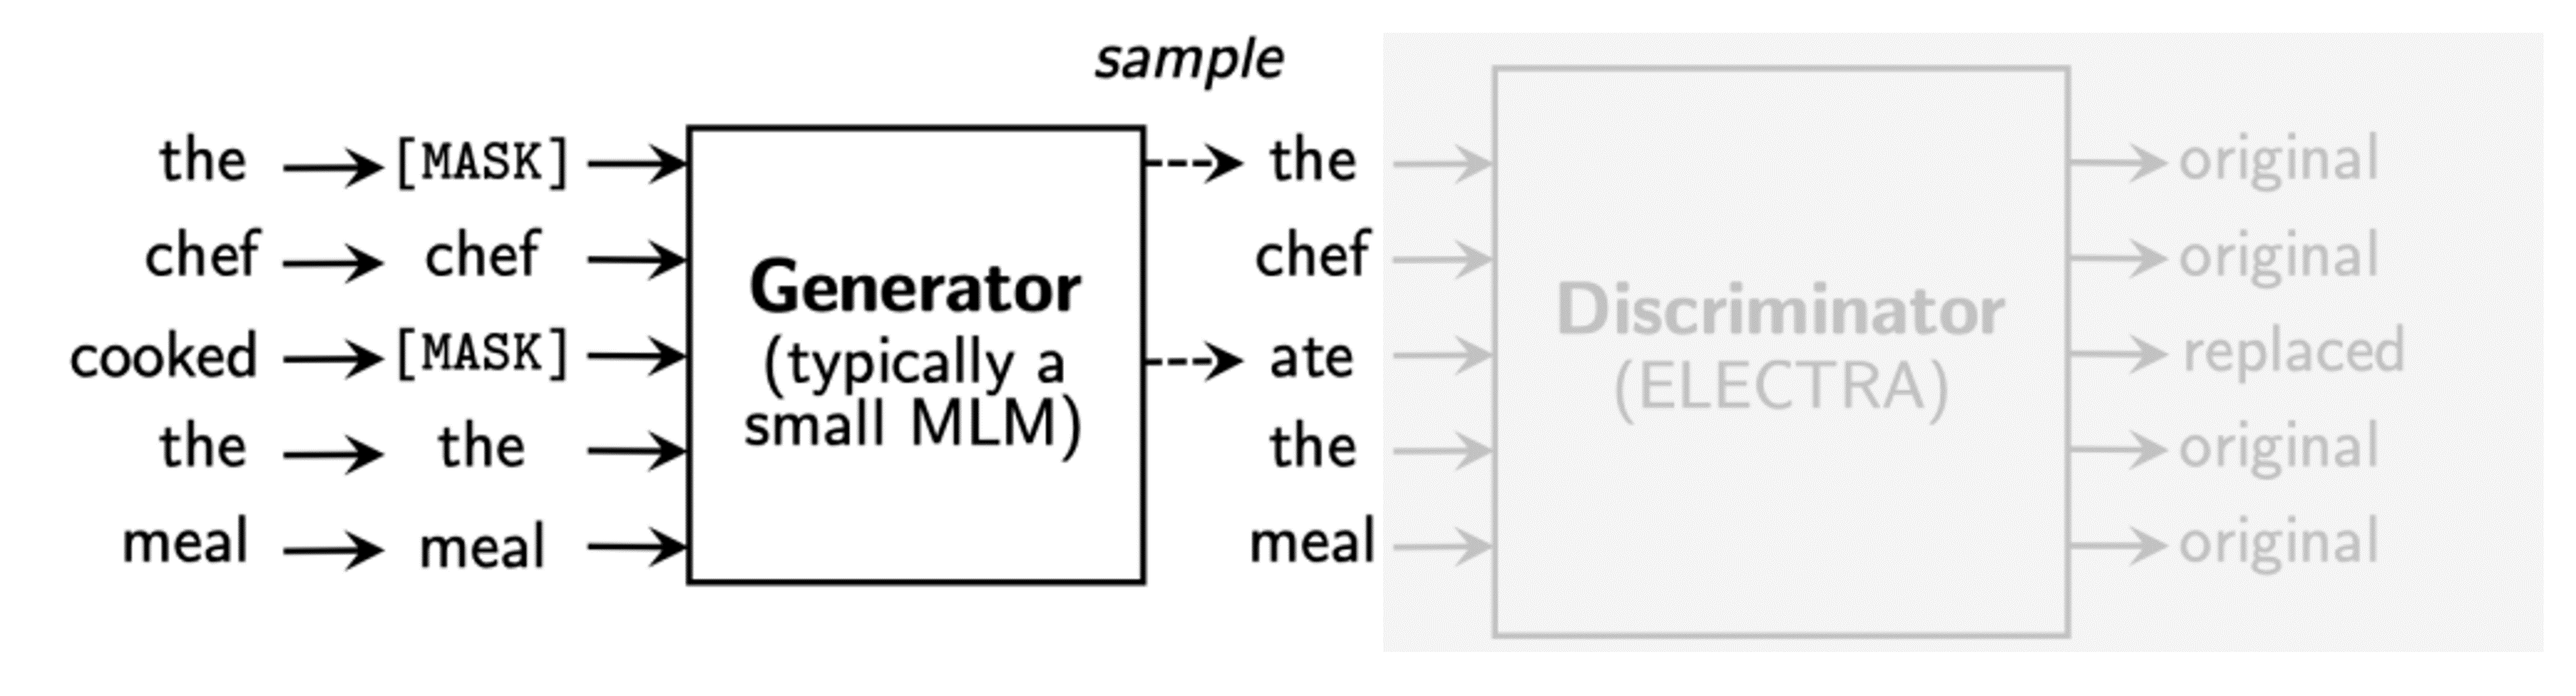 sample
the [MASK] the original
chef chef chef original
Generator
(typically a
small MLM)
Discriminator
(ELECTRA)
cooked [MASK] ate replaced
the the the original
meal meal meal original